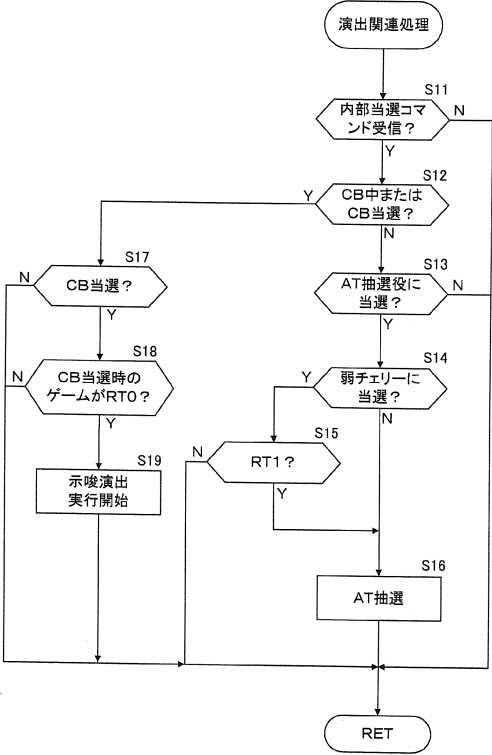 演出関連処理
S11
内部当選コマ
ンド受信？
N
Y
S12
CB中または
CB当選？
Y
N
S17
CB当選？
N
Y
S13
AT抽選役に
当選？
N
Y
S18
CB当選時の
ゲームがRT0？
N
Y
S14
弱チェリーに
当選？
Y
N
S15
RT1？
N
Y
S19
示唆演出
実行開始
S16
AT抽選
RET